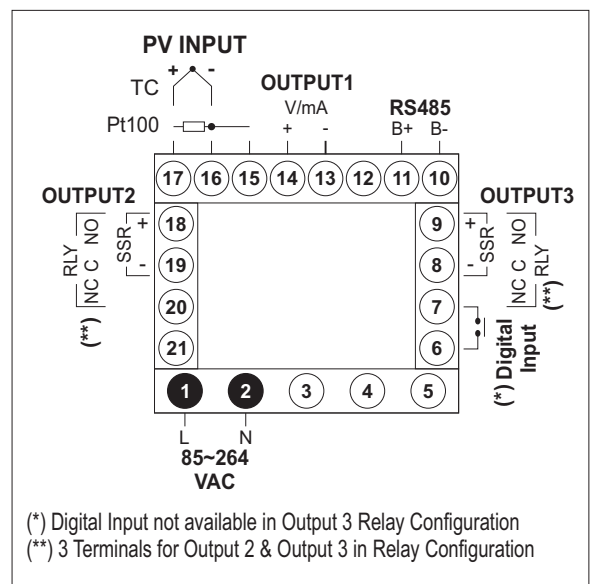 PV INPUT
+ -
TC
OUTPUT1
V/mA
+ -
Pt100
RS485
B+ B-
17 16 15 14 13 12 11 10
OUTPUT2
RLY
NC C NO
(**)
SSR
+
-
18
19
20
21
OUTPUT3
9
8
7
6
+
-
SSR
NC C NO
RLY
(**)
(*) Digital
Input
1 2 3 4 5
L N
85~264
VAC
(*) Digital Input not available in Output 3 Relay Configuration
(**) 3 Terminals for Output 2 & Output 3 in Relay Configuration